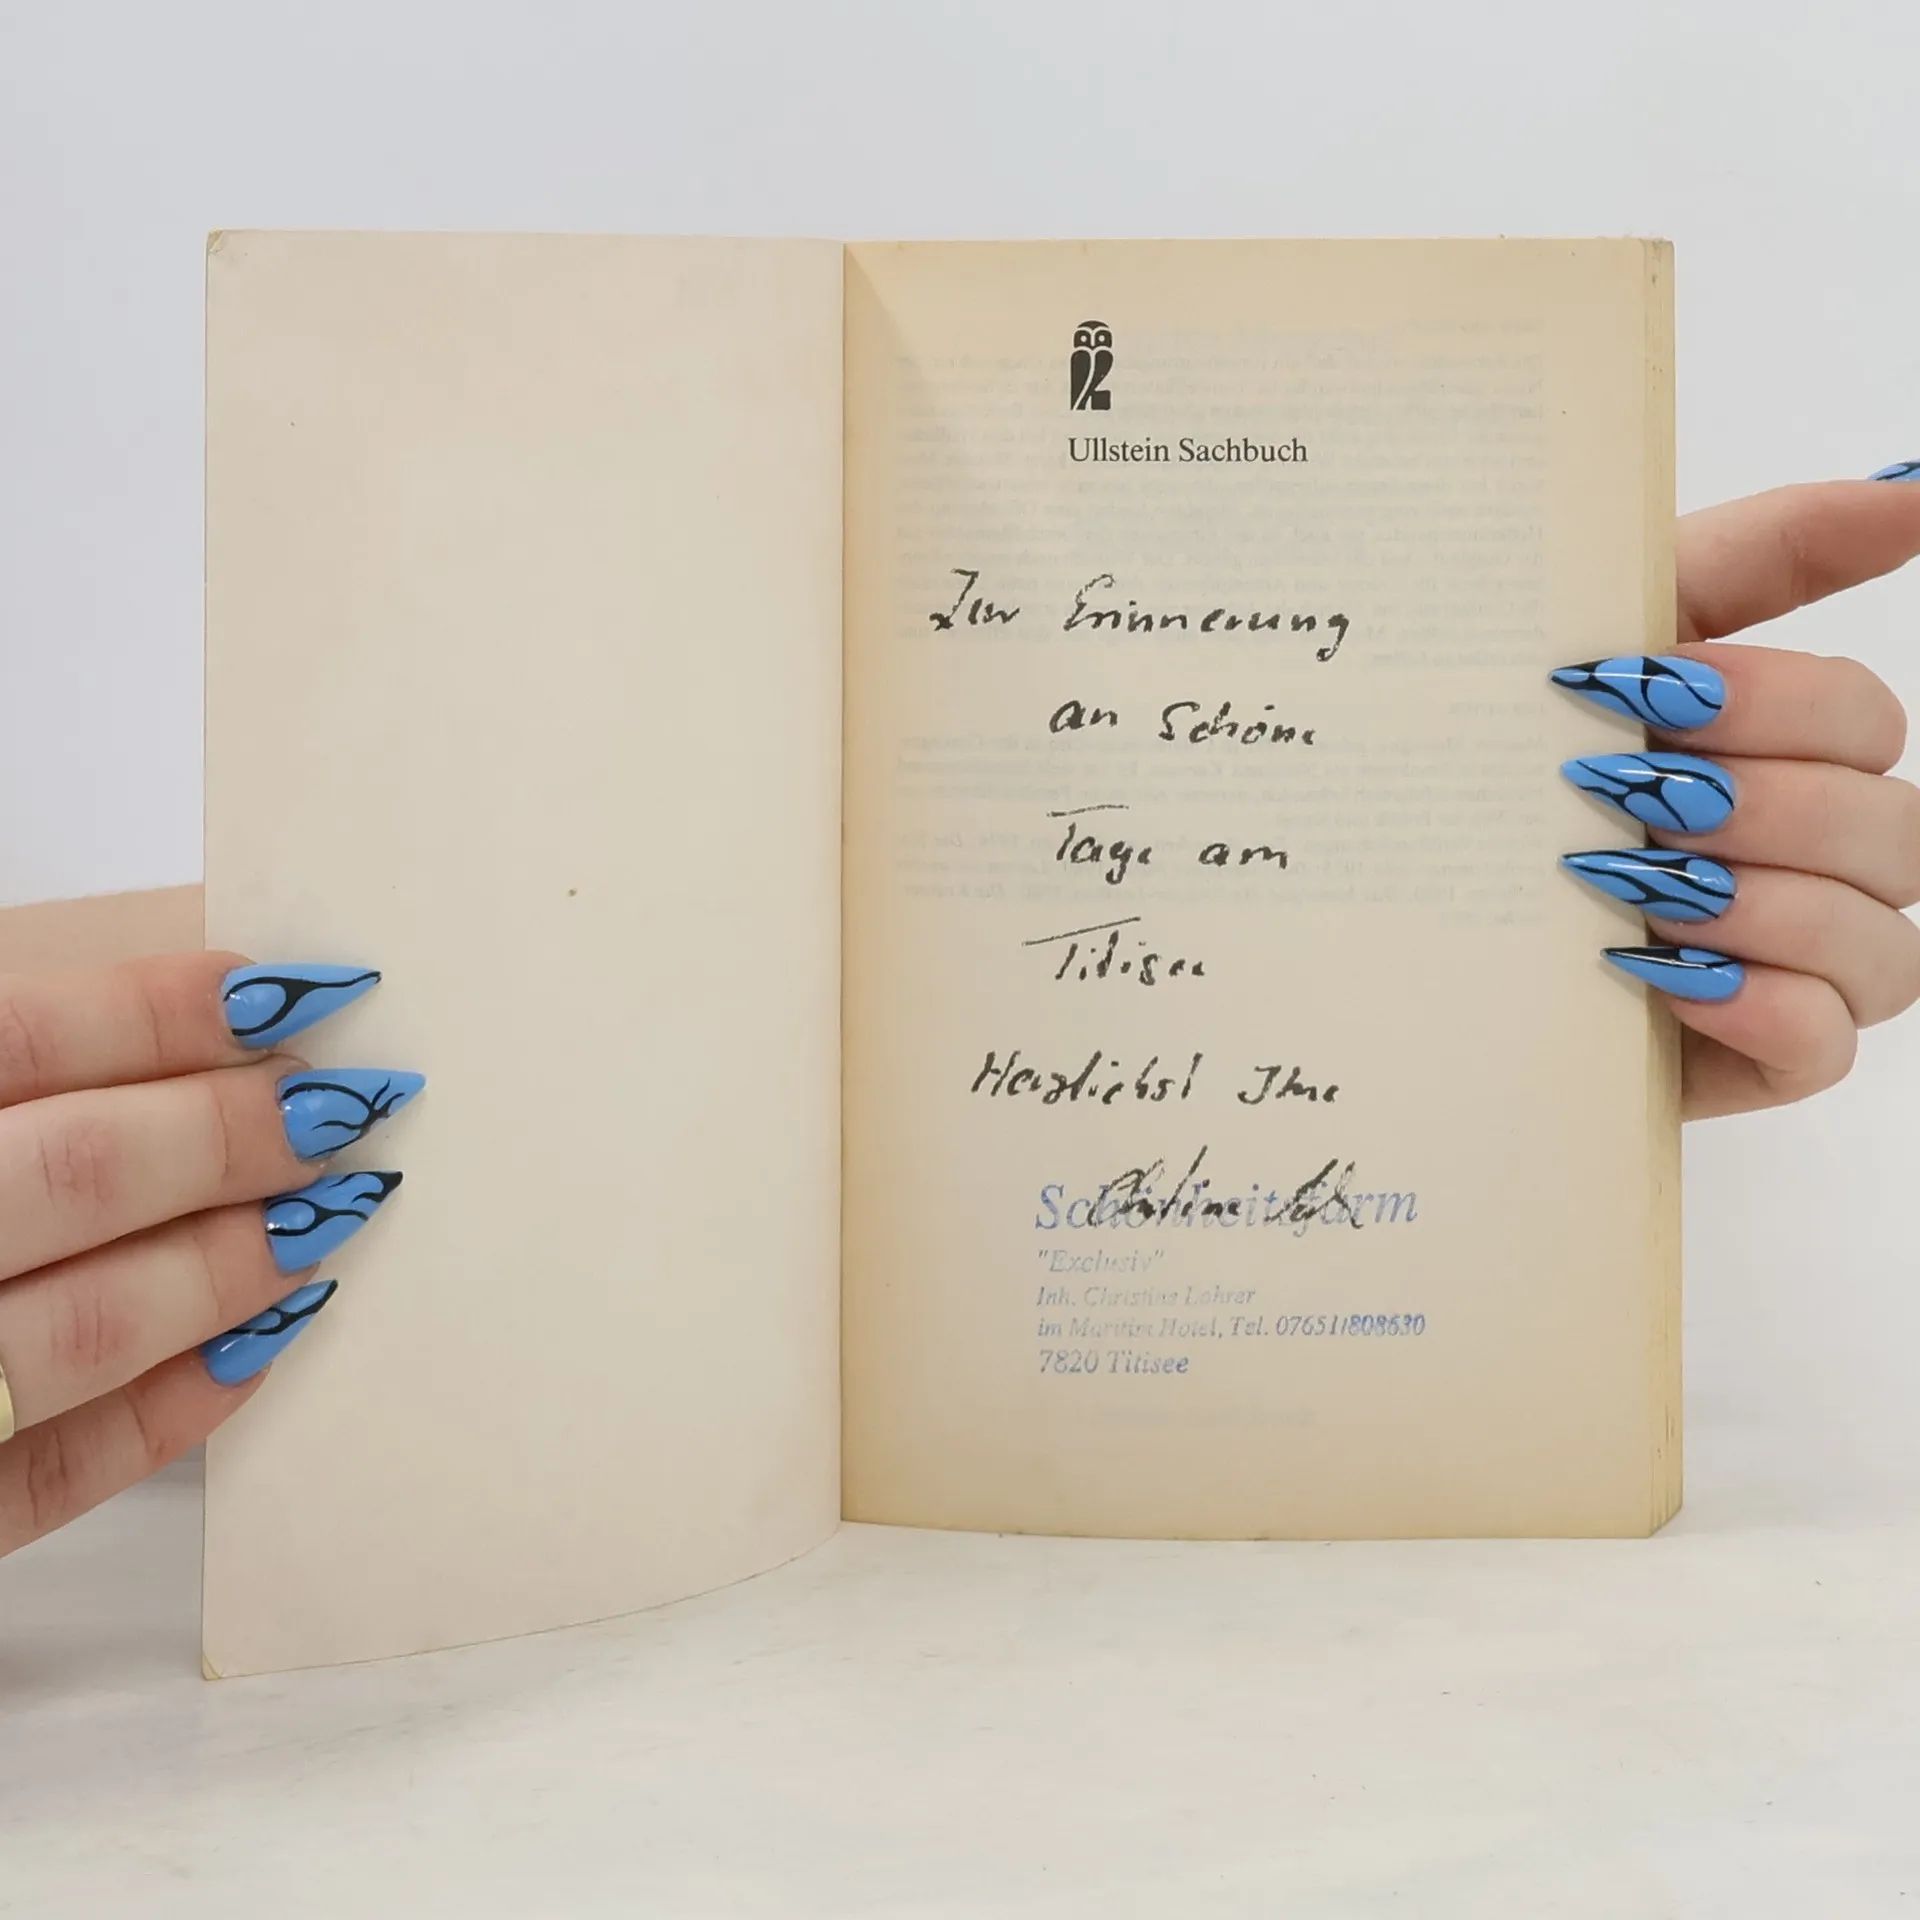 Ullstein Sachbuch
Zur Erinnerung
an Schöne
Tage am
Titisee
Herzlichst Ihre
Schönheitsfarm
"Exclusiv"
Inh. Christine Lohrer
im Maritim Hotel, Tel. 07651/808630
7820 Titisee